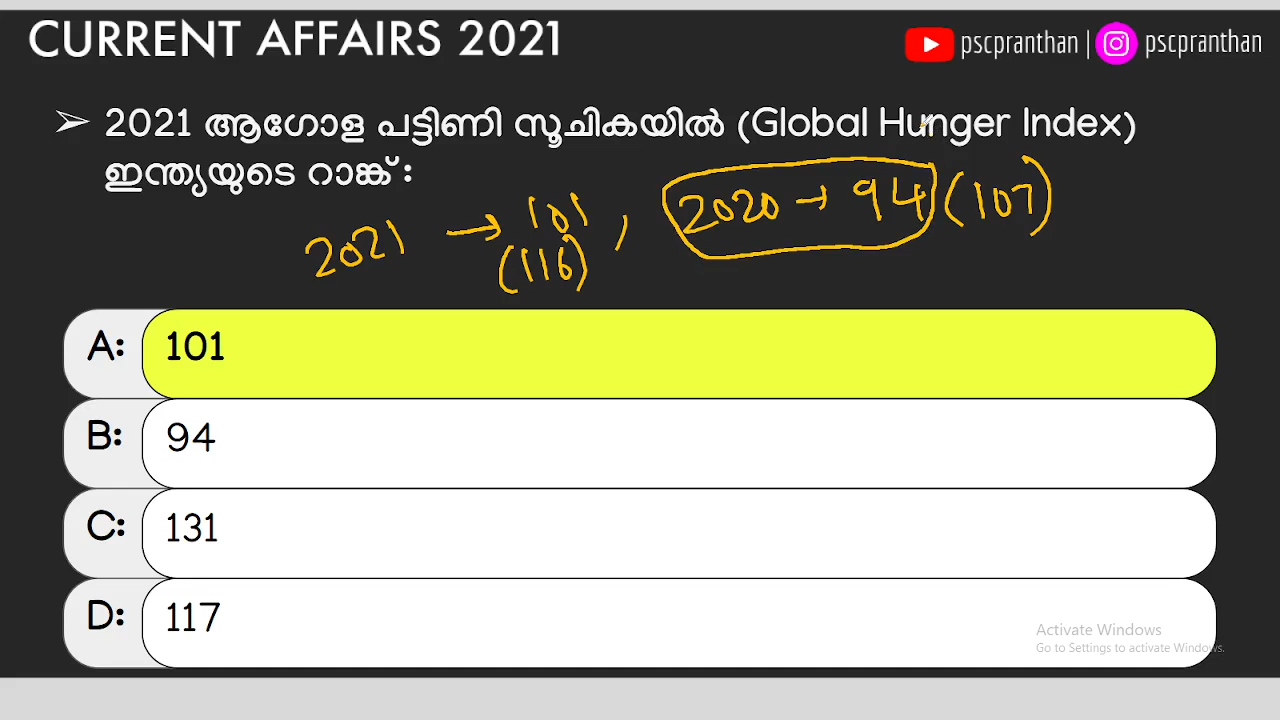 CURRENT AFFAIRS 2021
pscpranthan | pscpranthan
➢ 2021 ആഗോള പട്ടിണി സൂചികയിൽ (Global Hunger Index)
ഇന്ത്യയുടെ റാങ്ക് :
2021 → 101 , 2020 → 94 (107)
(116)
A: 101
B: 94
C: 131
D: 117
Activate Windows
Go to Settings to activate Windows.